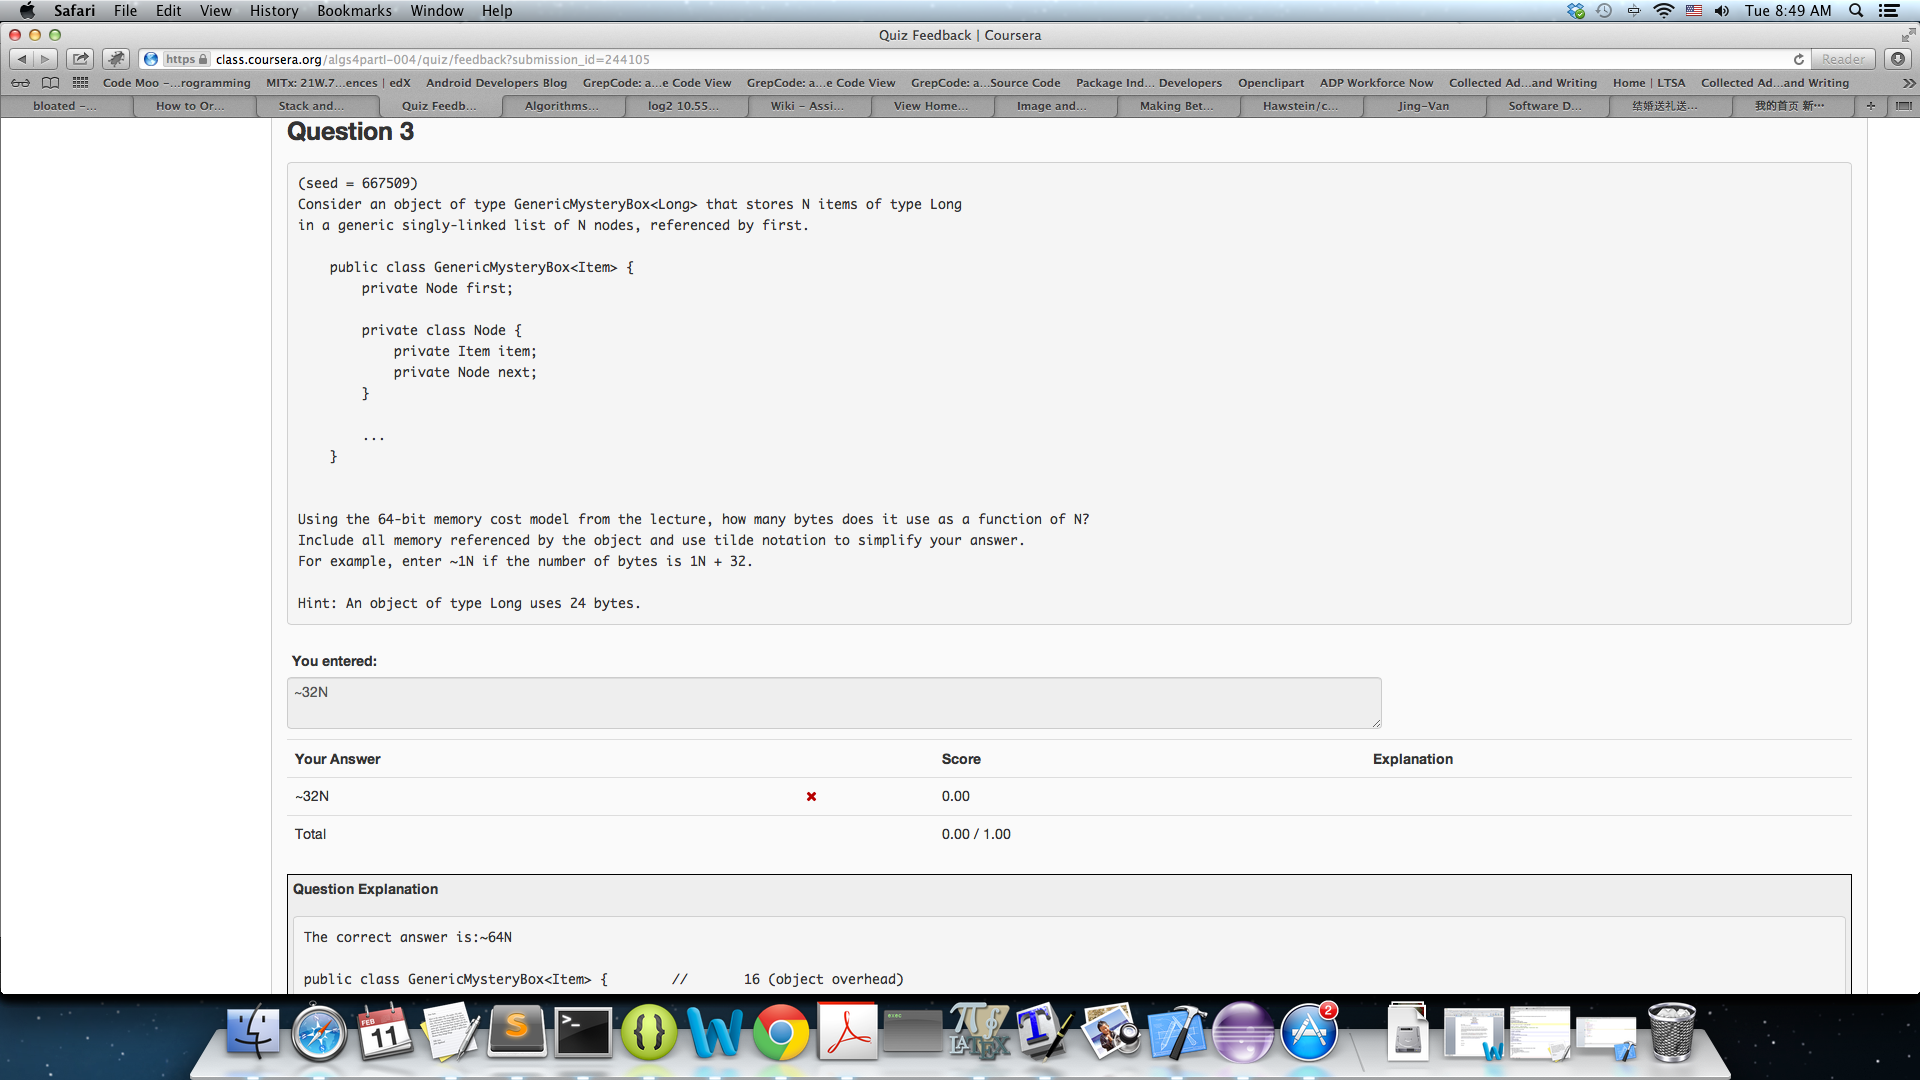 Safari File Edit View History Bookmarks Window Help Tue 8:49 AM
Quiz Feedback | Coursera
https class.coursera.org/algs4partI-004/quiz/feedback?submission_id=244105 Reader
Code Moo -...rogramming MITx: 21W.7...ences | edX Android Developers Blog GrepCode: a...e Code View GrepCode: a...e Code View GrepCode: a...Source Code Package Ind... Developers Openclipart ADP Workforce Now Collected Ad...and Writing Home | LTSA Collected Ad...and Writing
bloated -... How to Or... Stack and... Quiz Feedb... Algorithms... log2 10.55... Wiki - Assi... View Home... Image and... Making Bet... Hawstein/c... Jing-Van Software D... 结婚送礼送... 我的首页 新...
Question 3
(seed = 667509)
Consider an object of type GenericMysteryBox<Long> that stores N items of type Long
in a generic singly-linked list of N nodes, referenced by first.
public class GenericMysteryBox<Item> {
private Node first;
private class Node {
private Item item;
private Node next;
}
...
}
Using the 64-bit memory cost model from the lecture, how many bytes does it use as a function of N?
Include all memory referenced by the object and use tilde notation to simplify your answer.
For example, enter ~1N if the number of bytes is 1N + 32.
Hint: An object of type Long uses 24 bytes.
You entered:
~32N
Your Answer Score Explanation
~32N 0.00
Total 0.00 / 1.00
Question Explanation
The correct answer is:~64N
public class GenericMysteryBox<Item> { // 16 (object overhead)
FEB
11
exec
2